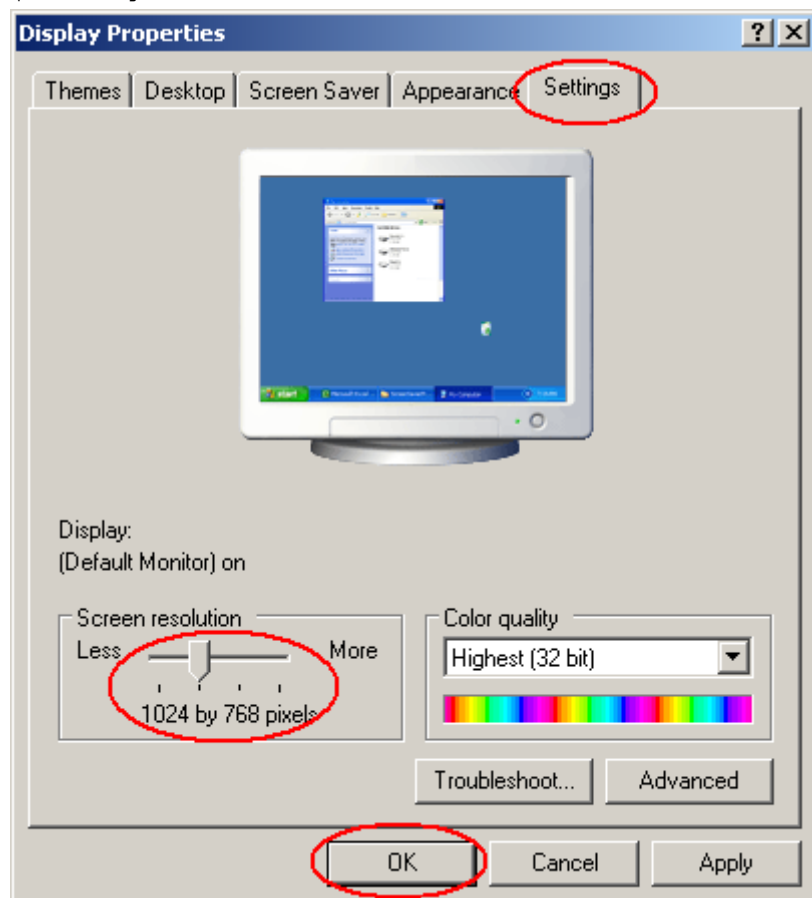 Display Properties
?
Themes Desktop Screen Saver Appearance Settings
start
Display:
(Default Monitor) on
Screen resolution
Less More
1024 by 768 pixels
Color quality
Highest (32 bit)
Troubleshoot... Advanced
OK Cancel Apply